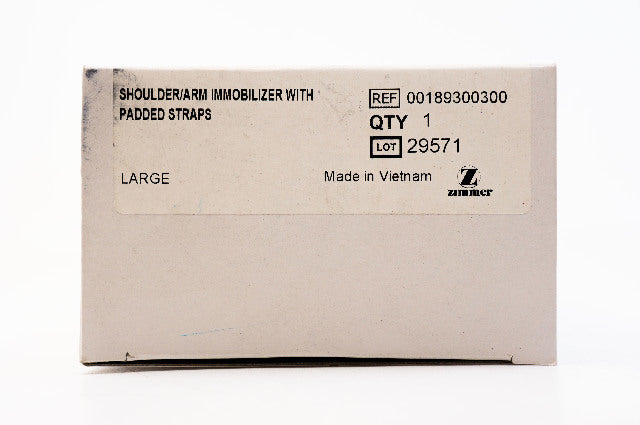 SHOULDER/ARM IMMOBILIZER WITH
PADDED STRAPS
REF 00189300300
QTY 1
LOT 29571
LARGE
Made in Vietnam
Z
zimmer